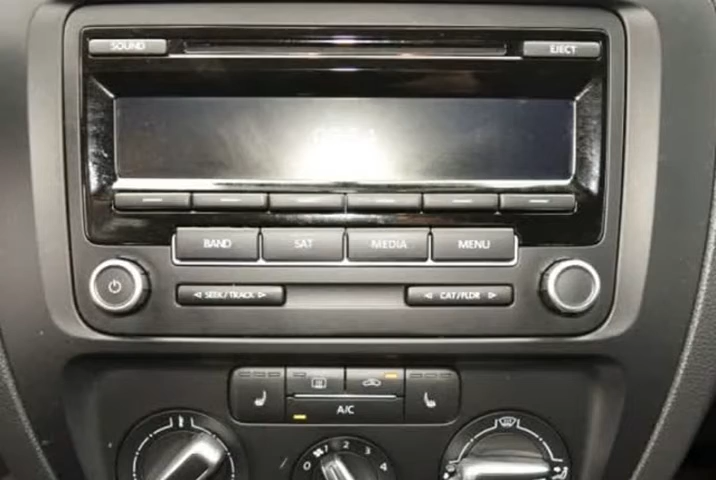 SOUND
EJECT
BAND SAT MEDIA MENU
◁ SEEK/TRACK ▷
◁ CAT/FLDR ▷
A/C
0 1 2 3 4